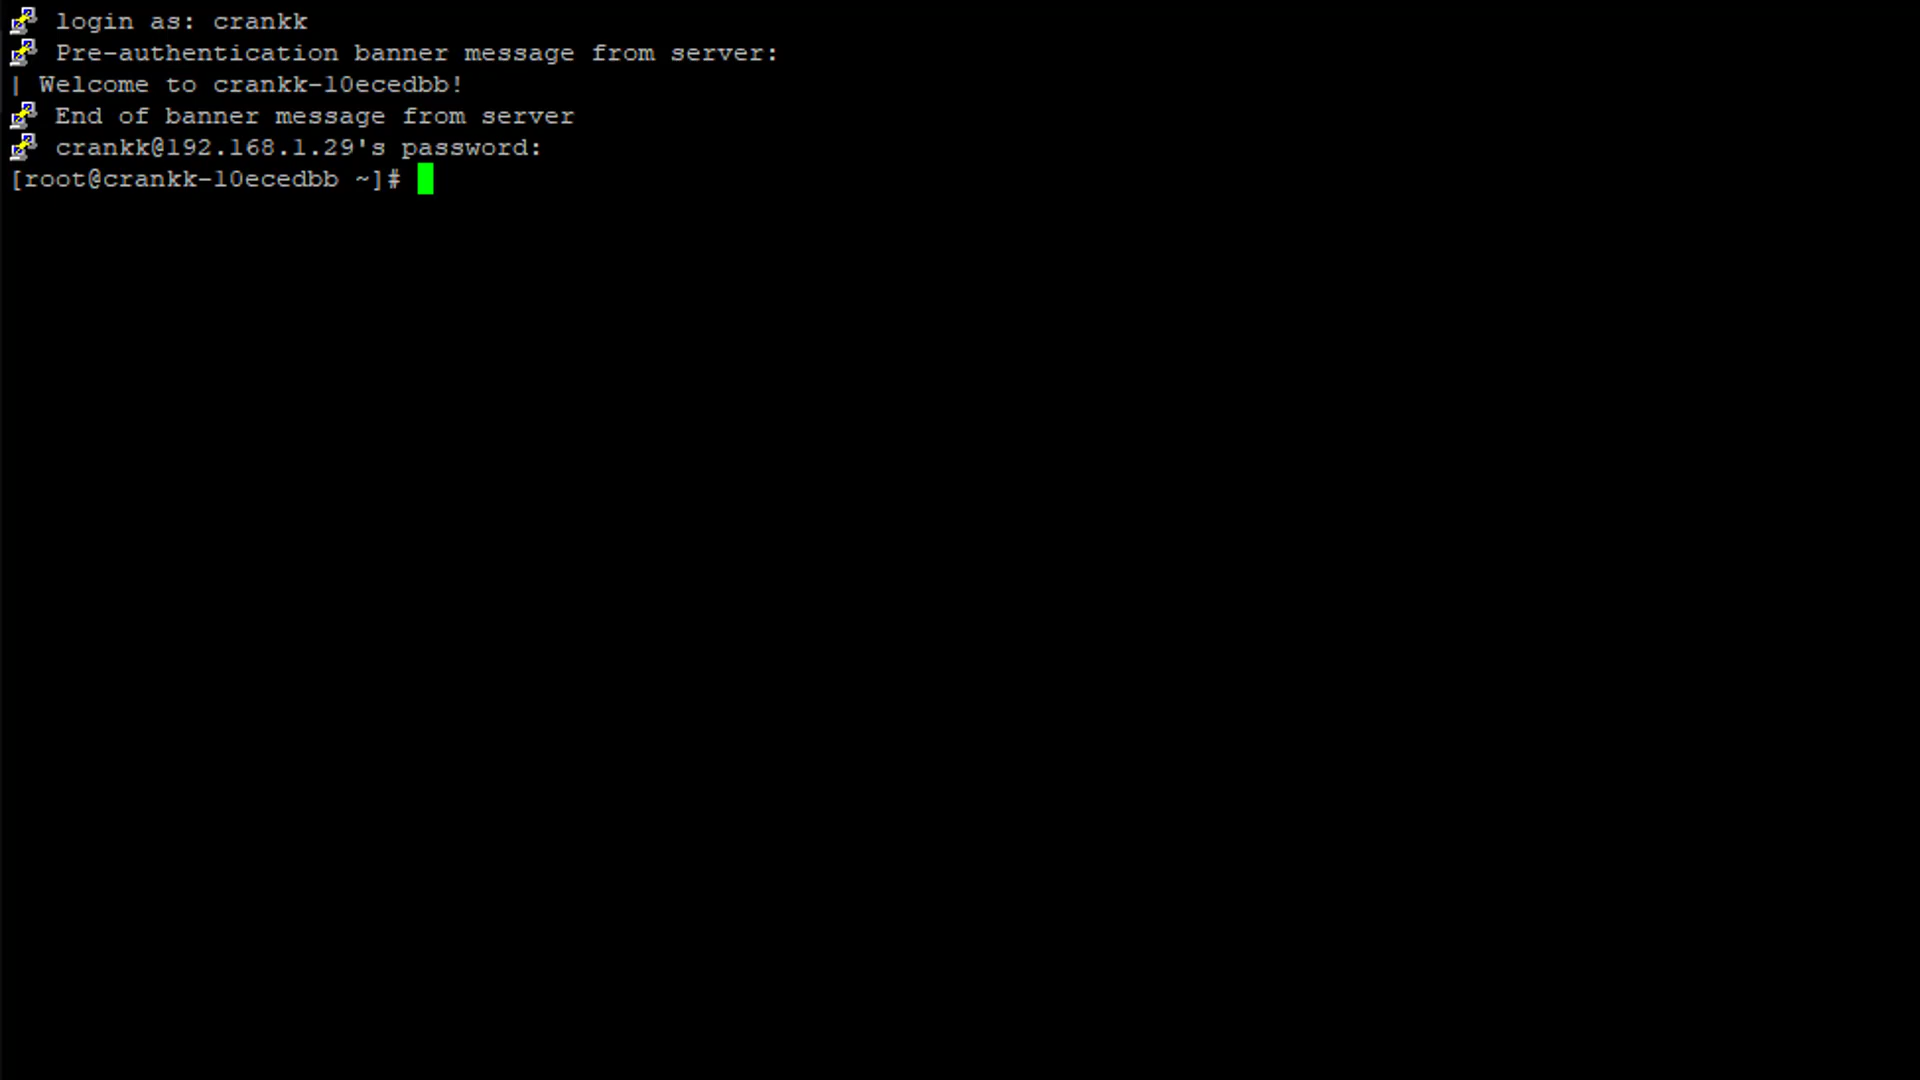 login as: crankk
Pre-authentication banner message from server:
| Welcome to crankk-10ecedbb!
End of banner message from server
crankk@192.168.1.29's password:
[root@crankk-10ecedbb ~]#